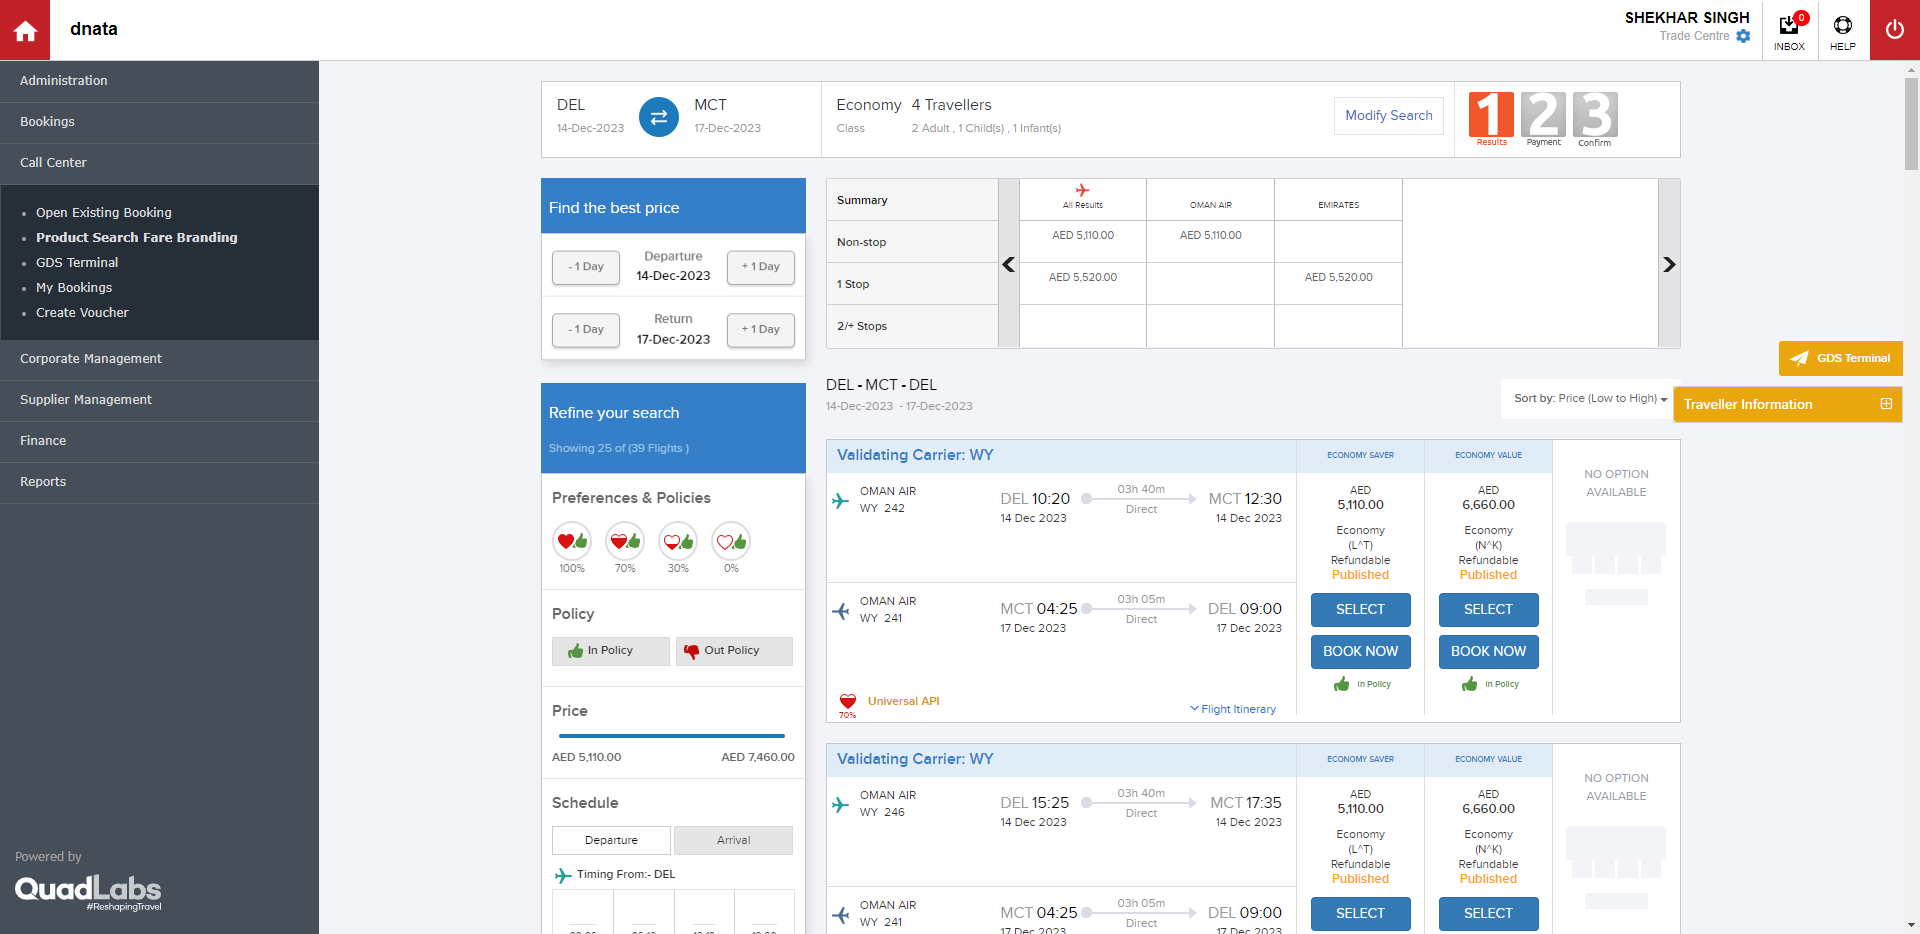 dnata
SHEKHAR SINGH
Trade Centre
0
INBOX
HELP
Administration
Bookings
Call Center
Open Existing Booking
Product Search Fare Branding
GDS Terminal
My Bookings
Create Voucher
Corporate Management
Supplier Management
Finance
Reports
Powered by
QuadLabs
#ReshapingTravel
DEL
14-Dec-2023
MCT
17-Dec-2023
Economy 4 Travellers
Class 2 Adult , 1 Child(s) , 1 Infant(s)
Modify Search
1 2 3
Results Payment Confirm
Find the best price
- 1 Day
Departure
14-Dec-2023
+ 1 Day
- 1 Day
Return
17-Dec-2023
+ 1 Day
Refine your search
Showing 25 of (39 Flights )
Preferences & Policies
100% 70% 30% 0%
Policy
In Policy Out Policy
Price
AED 5,110.00 AED 7,460.00
Schedule
Departure Arrival
Timing From:- DEL
Summary All Results OMAN AIR EMIRATES
Non-stop AED 5,110.00 AED 5,110.00
1 Stop AED 5,520.00 AED 5,520.00
2/+ Stops
GDS Terminal
DEL - MCT - DEL
14-Dec-2023 - 17-Dec-2023
Sort by: Price (Low to High)
Traveller Information
Validating Carrier: WY
ECONOMY SAVER
ECONOMY VALUE
OMAN AIR
WY 242
DEL 10:20
14 Dec 2023
03h 40m
Direct
MCT 12:30
14 Dec 2023
OMAN AIR
WY 241
MCT 04:25
17 Dec 2023
03h 05m
Direct
DEL 09:00
17 Dec 2023
70%
Universal API
Flight Itinerary
AED
5,110.00
Economy
(L^T)
Refundable
Published
SELECT
BOOK NOW
In Policy
AED
6,660.00
Economy
(N^K)
Refundable
Published
SELECT
BOOK NOW
In Policy
NO OPTION
AVAILABLE
Validating Carrier: WY
ECONOMY SAVER
ECONOMY VALUE
OMAN AIR
WY 246
DEL 15:25
14 Dec 2023
03h 40m
Direct
MCT 17:35
14 Dec 2023
OMAN AIR
WY 241
MCT 04:25
17 Dec 2023
03h 05m
Direct
DEL 09:00
17 Dec 2023
AED
5,110.00
Economy
(L^T)
Refundable
Published
SELECT
AED
6,660.00
Economy
(N^K)
Refundable
Published
SELECT
NO OPTION
AVAILABLE